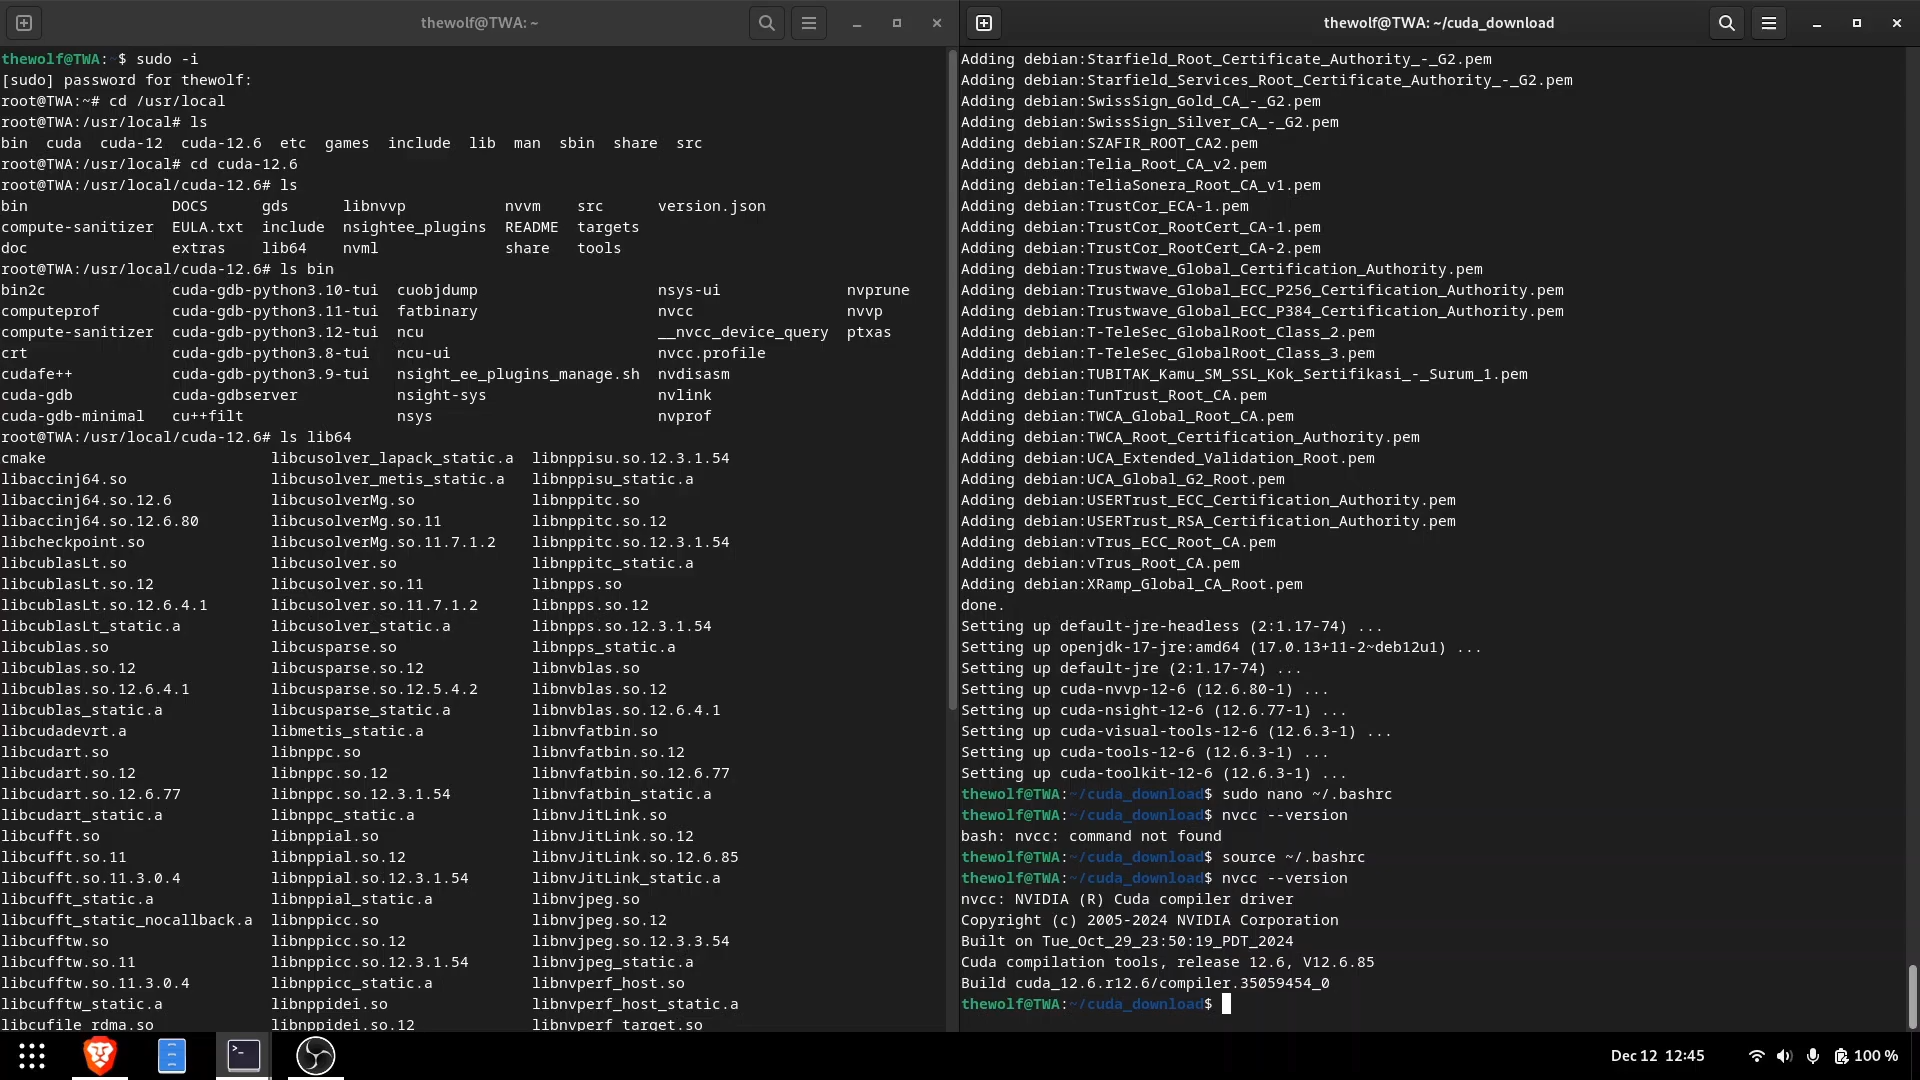 thewolf@TWA: ~
thewolf@TWA:~$ sudo -i
[sudo] password for thewolf:
root@TWA:~# cd /usr/local
root@TWA:/usr/local# ls
bin  cuda  cuda-12  cuda-12.6  etc  games  include  lib  man  sbin  share  src
root@TWA:/usr/local# cd cuda-12.6
root@TWA:/usr/local/cuda-12.6# ls
bin                DOCS      gds      libnvvp          nvvm    src      version.json
compute-sanitizer  EULA.txt  include  nsightee_plugins  README  targets
doc                extras    lib64    nvml             share   tools
root@TWA:/usr/local/cuda-12.6# ls bin
bin2c              cuda-gdb-python3.10-tui  cuobjdump                    nsys-ui              nvprune
computeprof        cuda-gdb-python3.11-tui  fatbinary                    nvcc                 nvvp
compute-sanitizer  cuda-gdb-python3.12-tui  ncu                          __nvcc_device_query  ptxas
crt                cuda-gdb-python3.8-tui   ncu-ui                       nvcc.profile
cudafe++           cuda-gdb-python3.9-tui   nsight_ee_plugins_manage.sh  nvdisasm
cuda-gdb           cuda-gdbserver           nsight-sys                   nvlink
cuda-gdb-minimal   cu++filt                 nsys                         nvprof
root@TWA:/usr/local/cuda-12.6# ls lib64
cmake                         libcusolver_lapack_static.a  libnppisu.so.12.3.1.54
libaccinj64.so                libcusolver_metis_static.a   libnppisu_static.a
libaccinj64.so.12.6           libcusolverMg.so             libnppitc.so
libaccinj64.so.12.6.80        libcusolverMg.so.11          libnppitc.so.12
libcheckpoint.so              libcusolverMg.so.11.7.1.2    libnppitc.so.12.3.1.54
libcublasLt.so                libcusolver.so               libnppitc_static.a
libcublasLt.so.12             libcusolver.so.11            libnpps.so
libcublasLt.so.12.6.4.1       libcusolver.so.11.7.1.2      libnpps.so.12
libcublasLt_static.a          libcusolver_static.a         libnpps.so.12.3.1.54
libcublas.so                  libcusparse.so               libnpps_static.a
libcublas.so.12               libcusparse.so.12            libnvblas.so
libcublas.so.12.6.4.1         libcusparse.so.12.5.4.2      libnvblas.so.12
libcublas_static.a            libcusparse_static.a         libnvblas.so.12.6.4.1
libcudadevrt.a                libmetis_static.a            libnvfatbin.so
libcudart.so                  libnppc.so                   libnvfatbin.so.12
libcudart.so.12               libnppc.so.12                libnvfatbin.so.12.6.77
libcudart.so.12.6.77          libnppc.so.12.3.1.54         libnvfatbin_static.a
libcudart_static.a            libnppc_static.a             libnvJitLink.so
libcufft.so                   libnppial.so                 libnvJitLink.so.12
libcufft.so.11                libnppial.so.12              libnvJitLink.so.12.6.85
libcufft.so.11.3.0.4          libnppial.so.12.3.1.54       libnvJitLink_static.a
libcufft_static.a             libnppial_static.a           libnvjpeg.so
libcufft_static_nocallback.a  libnppicc.so                 libnvjpeg.so.12
libcufftw.so                  libnppicc.so.12              libnvjpeg.so.12.3.3.54
libcufftw.so.11               libnppicc.so.12.3.1.54       libnvjpeg_static.a
libcufftw.so.11.3.0.4         libnppicc_static.a           libnvperf_host.so
libcufftw_static.a            libnppidei.so                libnvperf_host_static.a
libcufile_rdma.so             libnppidei.so.12             libnvperf_target.so
thewolf@TWA: ~/cuda_download
Adding debian:Starfield_Root_Certificate_Authority_-_G2.pem
Adding debian:Starfield_Services_Root_Certificate_Authority_-_G2.pem
Adding debian:SwissSign_Gold_CA_-_G2.pem
Adding debian:SwissSign_Silver_CA_-_G2.pem
Adding debian:SZAFIR_ROOT_CA2.pem
Adding debian:Telia_Root_CA_v2.pem
Adding debian:TeliaSonera_Root_CA_v1.pem
Adding debian:TrustCor_ECA-1.pem
Adding debian:TrustCor_RootCert_CA-1.pem
Adding debian:TrustCor_RootCert_CA-2.pem
Adding debian:Trustwave_Global_Certification_Authority.pem
Adding debian:Trustwave_Global_ECC_P256_Certification_Authority.pem
Adding debian:Trustwave_Global_ECC_P384_Certification_Authority.pem
Adding debian:T-TeleSec_GlobalRoot_Class_2.pem
Adding debian:T-TeleSec_GlobalRoot_Class_3.pem
Adding debian:TUBITAK_Kamu_SM_SSL_Kok_Sertifikasi_-_Surum_1.pem
Adding debian:TunTrust_Root_CA.pem
Adding debian:TWCA_Global_Root_CA.pem
Adding debian:TWCA_Root_Certification_Authority.pem
Adding debian:UCA_Extended_Validation_Root.pem
Adding debian:UCA_Global_G2_Root.pem
Adding debian:USERTrust_ECC_Certification_Authority.pem
Adding debian:USERTrust_RSA_Certification_Authority.pem
Adding debian:vTrus_ECC_Root_CA.pem
Adding debian:vTrus_Root_CA.pem
Adding debian:XRamp_Global_CA_Root.pem
done.
Setting up default-jre-headless (2:1.17-74) ...
Setting up openjdk-17-jre:amd64 (17.0.13+11-2~deb12u1) ...
Setting up default-jre (2:1.17-74) ...
Setting up cuda-nvvp-12-6 (12.6.80-1) ...
Setting up cuda-nsight-12-6 (12.6.77-1) ...
Setting up cuda-visual-tools-12-6 (12.6.3-1) ...
Setting up cuda-tools-12-6 (12.6.3-1) ...
Setting up cuda-toolkit-12-6 (12.6.3-1) ...
thewolf@TWA:~/cuda_download$ sudo nano ~/.bashrc
thewolf@TWA:~/cuda_download$ nvcc --version
bash: nvcc: command not found
thewolf@TWA:~/cuda_download$ source ~/.bashrc
thewolf@TWA:~/cuda_download$ nvcc --version
nvcc: NVIDIA (R) Cuda compiler driver
Copyright (c) 2005-2024 NVIDIA Corporation
Built on Tue_Oct_29_23:50:19_PDT_2024
Cuda compilation tools, release 12.6, V12.6.85
Build cuda_12.6.r12.6/compiler.35059454_0
thewolf@TWA:~/cuda_download$
Dec 12  12:45
100 %